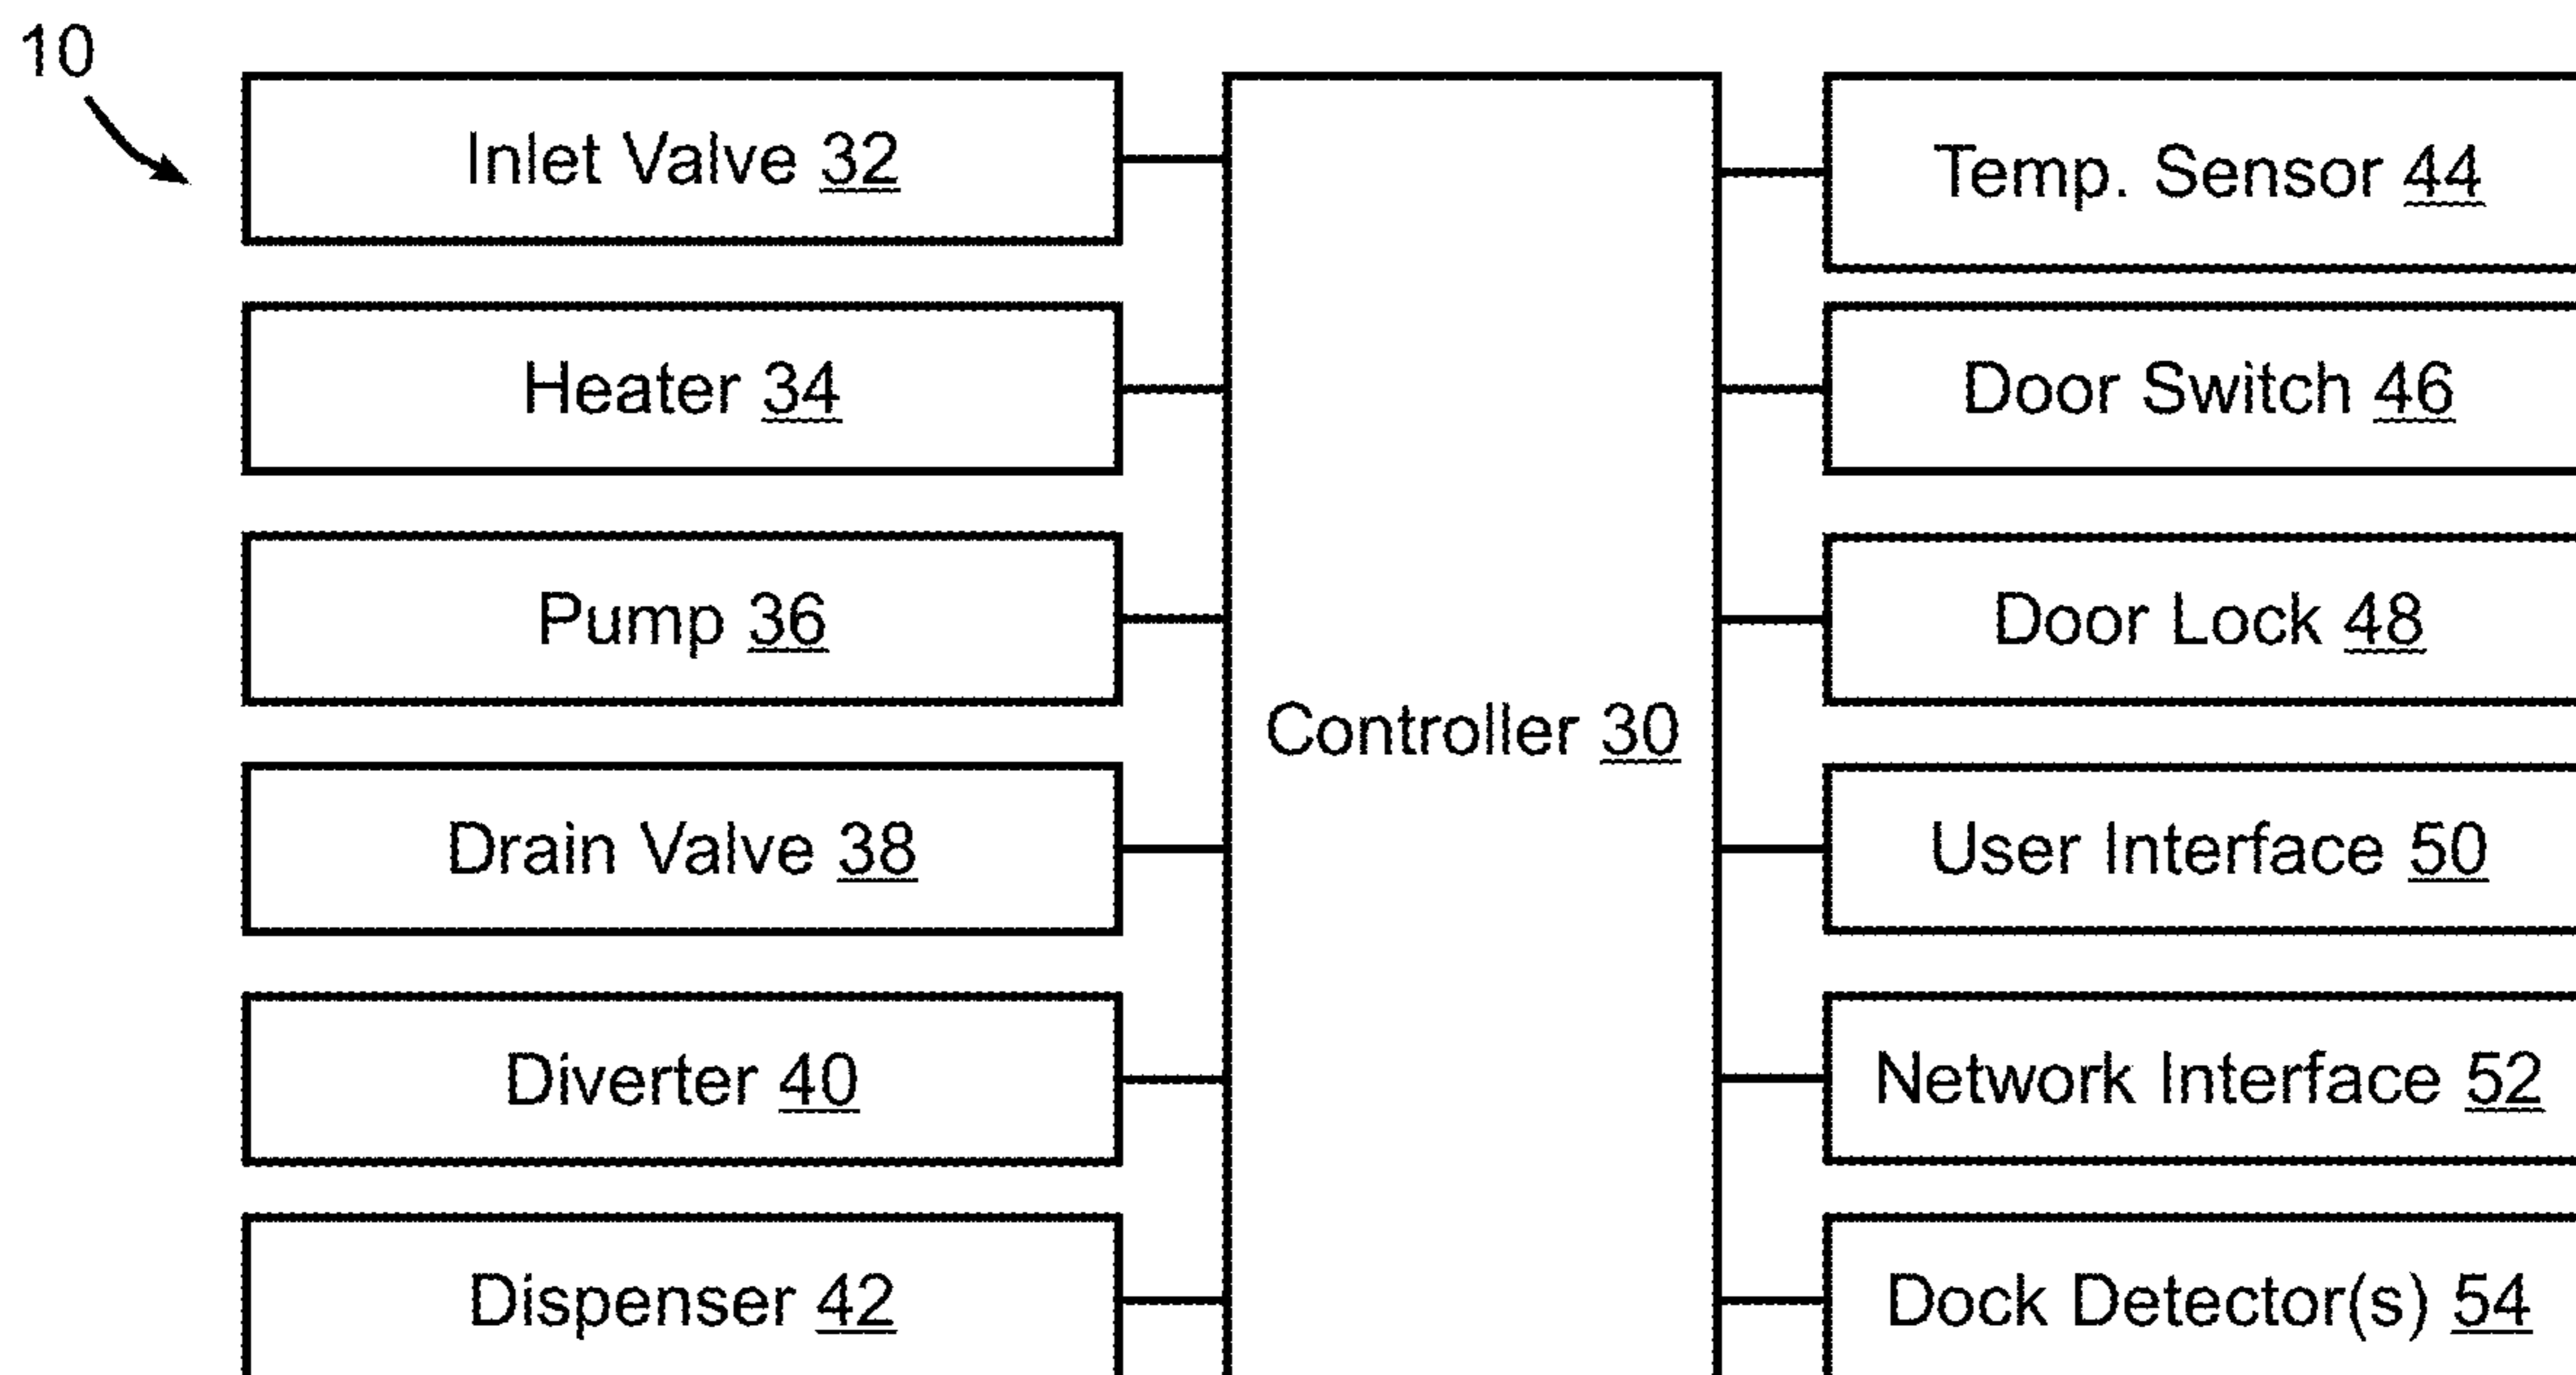 10
Inlet Valve 32
Heater 34
Pump 36
Drain Valve 38
Diverter 40
Dispenser 42
Controller 30
Temp. Sensor 44
Door Switch 46
Door Lock 48
User Interface 50
Network Interface 52
Dock Detector(s) 54